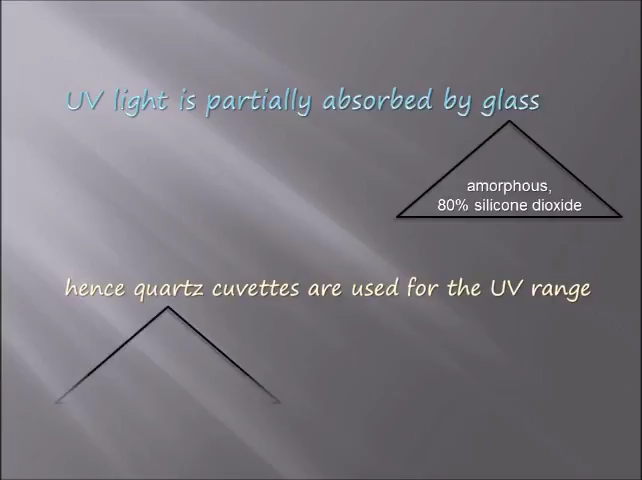 UV light is partially absorbed by glass
amorphous,
80% silicone dioxide
hence quartz cuvettes are used for the UV range